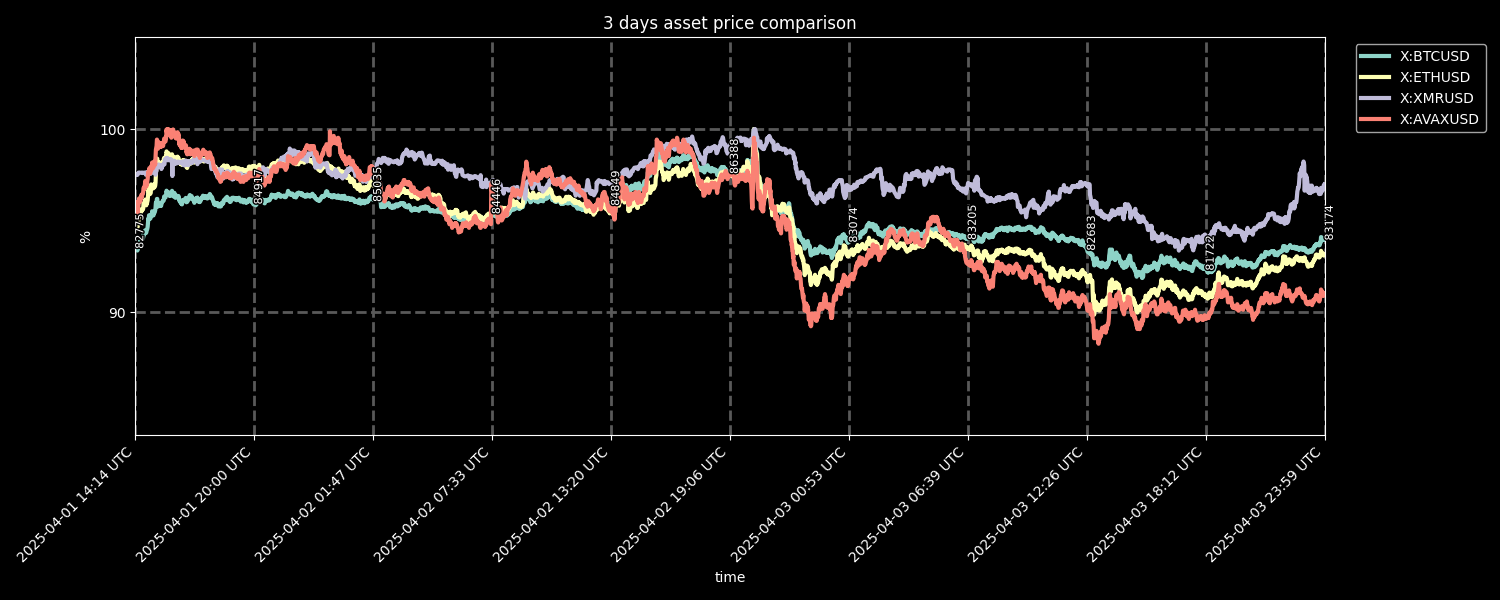 3 days asset price comparison
X:BTCUSD
X:ETHUSD
X:XMRUSD
X:AVAXUSD
100
90
%
82775
84917
85035
84446
84849
86388
83074
83205
82683
81722
83174
2025-04-01 14:14 UTC
2025-04-01 20:00 UTC
2025-04-02 01:47 UTC
2025-04-02 07:33 UTC
2025-04-02 13:20 UTC
2025-04-02 19:06 UTC
2025-04-03 00:53 UTC
2025-04-03 06:39 UTC
2025-04-03 12:26 UTC
2025-04-03 18:12 UTC
2025-04-03 23:59 UTC
time